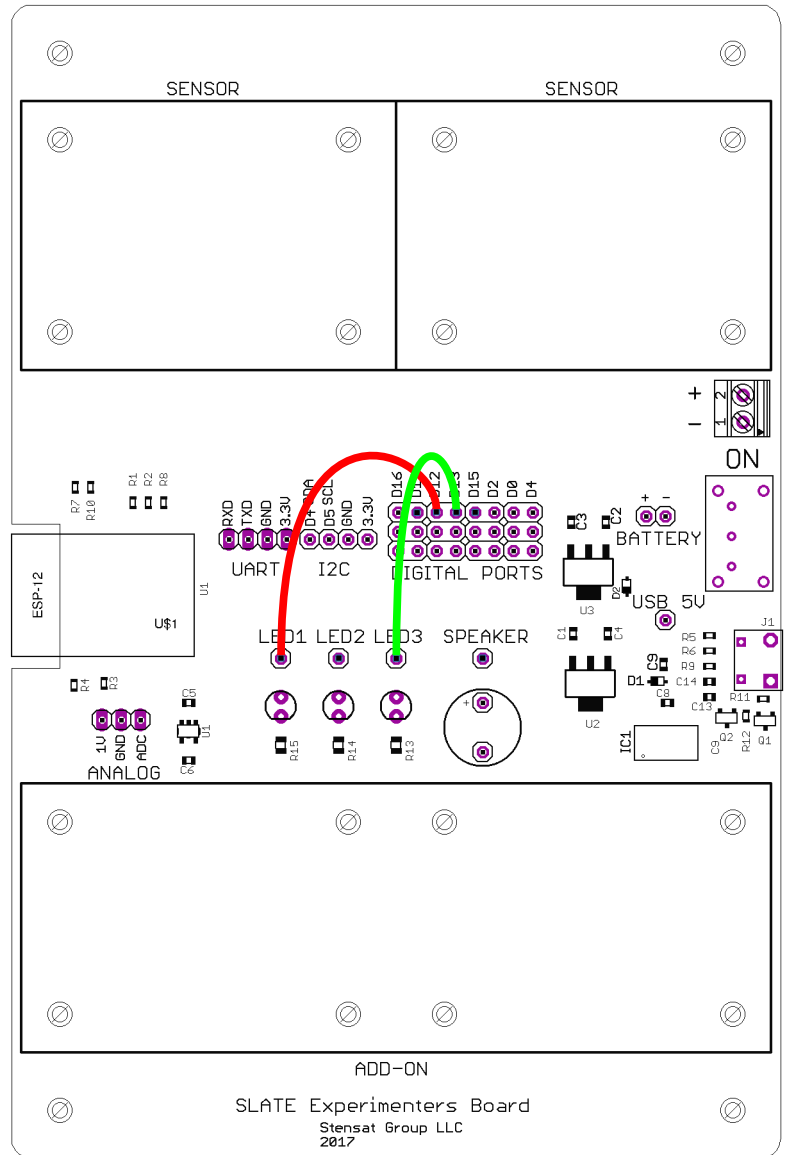 SENSOR
SENSOR
+ 2
- 1
ON
R7
R10
R1
R2
R8
RXD
TXD
GND
3.3V
D4
SDA
D5 SCL
GND
3.3V
UART
I2C
D16
D12
D13
D15
D2
D0
D4
DIGITAL PORTS
C3
C2
+ -
BATTERY
ESP-12
U$1
U1
U3
D2
USB 5V
LED1 LED2 LED3 SPEAKER
C1
C4
J1
R5
R6
R9
C14
C13
C9
D1
C8
U2
R11
R4
R3
C5
U1
C6
1V
GND
ADC
ANALOG
R15
R14
R13
+
IC1
C9
Q2
R12
Q1
ADD-ON
SLATE Experimenters Board
Stensat Group LLC
2017